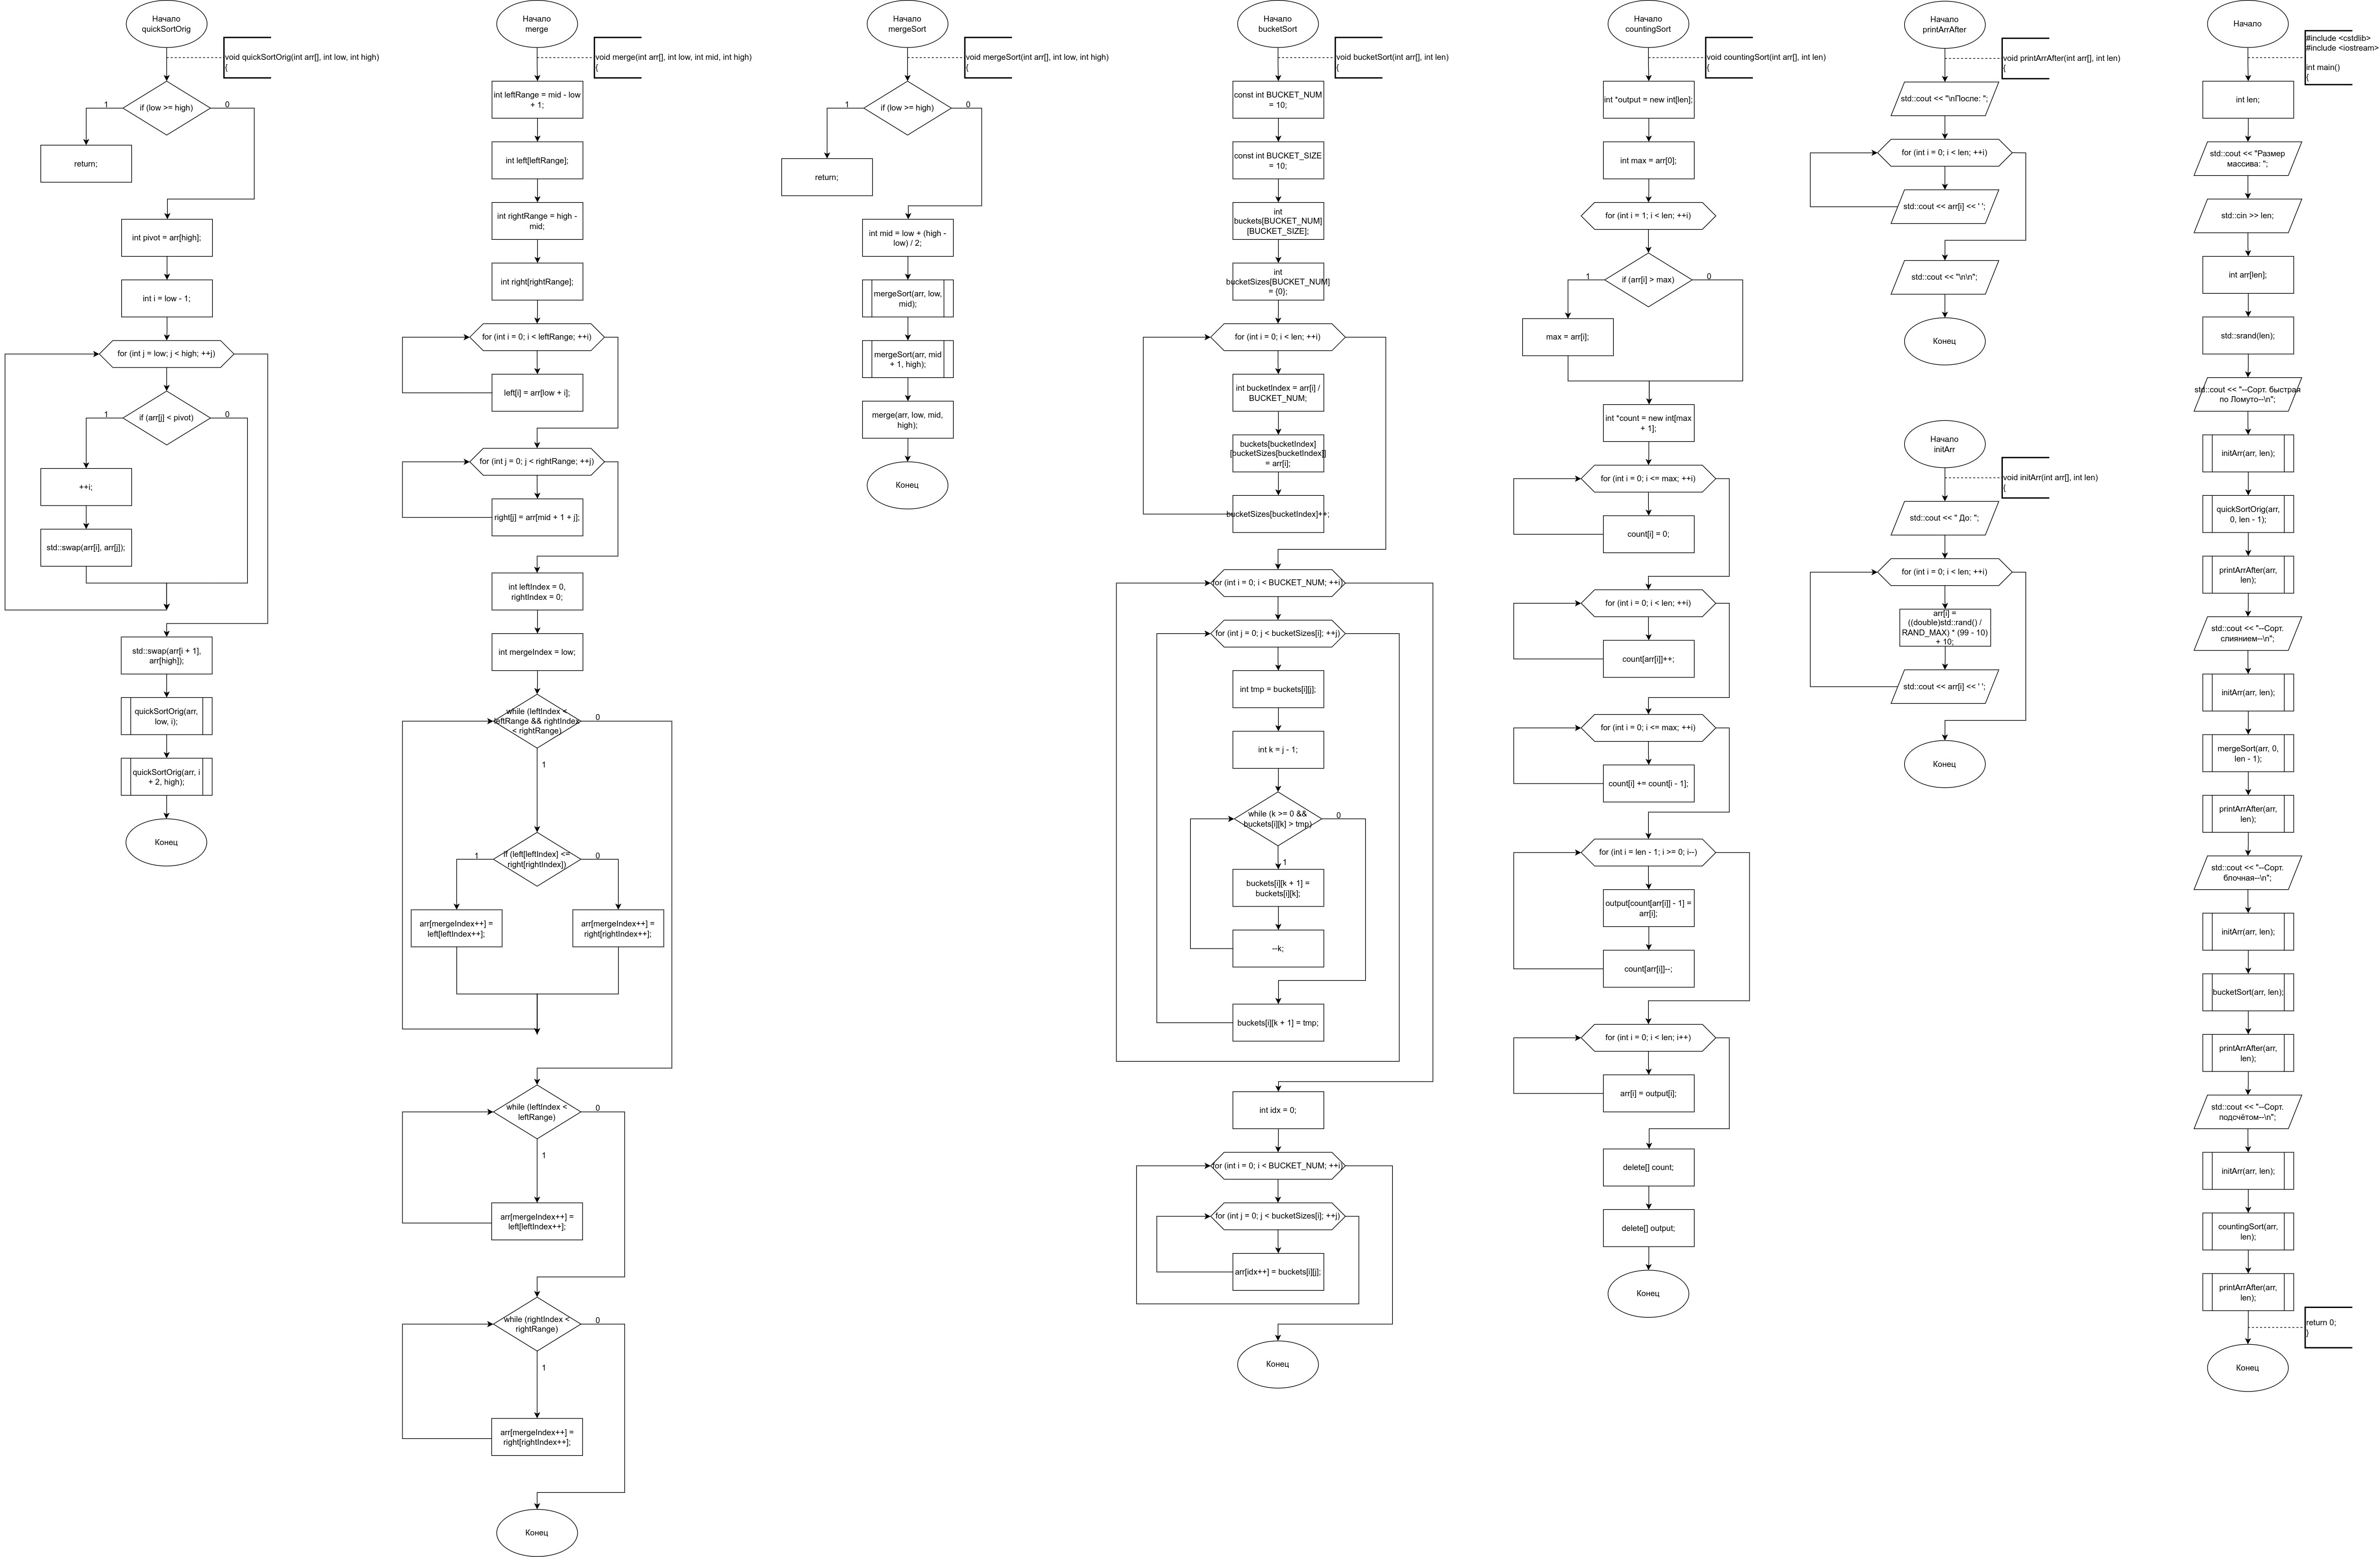 Начало
quickSortOrig
void quickSortOrig(int arr[], int low, int high)
{
if (low >= high)
1
0
return;
int pivot = arr[high];
int i = low - 1;
for (int j = low; j < high; ++j)
if (arr[j] < pivot)
1
0
++i;
std::swap(arr[i], arr[j]);
std::swap(arr[i + 1],
arr[high]);
quickSortOrig(arr,
low, i);
quickSortOrig(arr, i
+ 2, high);
Конец
Начало
merge
void merge(int arr[], int low, int mid, int high)
{
int leftRange = mid - low
+ 1;
int left[leftRange];
int rightRange = high -
mid;
int right[rightRange];
for (int i = 0; i < leftRange; ++i)
left[i] = arr[low + i];
for (int j = 0; j < rightRange; ++j)
right[j] = arr[mid + 1 + j];
int leftIndex = 0,
rightIndex = 0;
int mergeIndex = low;
while (leftIndex <
leftRange && rightIndex
< rightRange)
0
1
if (left[leftIndex] <=
right[rightIndex])
1
0
arr[mergeIndex++] =
left[leftIndex++];
arr[mergeIndex++] =
right[rightIndex++];
while (leftIndex <
leftRange)
0
1
arr[mergeIndex++] =
left[leftIndex++];
while (rightIndex <
rightRange)
0
1
arr[mergeIndex++] =
right[rightIndex++];
Конец
Начало
mergeSort
void mergeSort(int arr[], int low, int high)
{
if (low >= high)
1
0
return;
int mid = low + (high -
low) / 2;
mergeSort(arr, low,
mid);
mergeSort(arr, mid
+ 1, high);
merge(arr, low, mid,
high);
Конец
Начало
bucketSort
void bucketSort(int arr[], int len)
{
const int BUCKET_NUM
= 10;
const int BUCKET_SIZE
= 10;
int
buckets[BUCKET_NUM]
[BUCKET_SIZE];
int
bucketSizes[BUCKET_NUM]
= {0};
for (int i = 0; i < len; ++i)
int bucketIndex = arr[i] /
BUCKET_NUM;
buckets[bucketIndex]
[bucketSizes[bucketIndex]]
= arr[i];
bucketSizes[bucketIndex]++;
for (int i = 0; i < BUCKET_NUM; ++i)
for (int j = 0; j < bucketSizes[i]; ++j)
int tmp = buckets[i][j];
int k = j - 1;
while (k >= 0 &&
buckets[i][k] > tmp)
0
1
buckets[i][k + 1] =
buckets[i][k];
--k;
buckets[i][k + 1] = tmp;
int idx = 0;
for (int i = 0; i < BUCKET_NUM; ++i)
for (int j = 0; j < bucketSizes[i]; ++j)
arr[idx++] = buckets[i][j];
Конец
Начало
countingSort
void countingSort(int arr[], int len)
{
int *output = new int[len];
int max = arr[0];
for (int i = 1; i < len; ++i)
if (arr[i] > max)
1
0
max = arr[i];
int *count = new int[max
+ 1];
for (int i = 0; i <= max; ++i)
count[i] = 0;
for (int i = 0; i < len; ++i)
count[arr[i]]++;
for (int i = 0; i <= max; ++i)
count[i] += count[i - 1];
for (int i = len - 1; i >= 0; i--)
output[count[arr[i]] - 1] =
arr[i];
count[arr[i]]--;
for (int i = 0; i < len; i++)
arr[i] = output[i];
delete[] count;
delete[] output;
Конец
Начало
printArrAfter
void printArrAfter(int arr[], int len)
{
std::cout << "\nПосле: ";
for (int i = 0; i < len; ++i)
std::cout << arr[i] << ' ';
std::cout << "\n\n";
Конец
Начало
initArr
void initArr(int arr[], int len)
{
std::cout << " До: ";
for (int i = 0; i < len; ++i)
arr[i] =
((double)std::rand() /
RAND_MAX) * (99 - 10)
+ 10;
std::cout << arr[i] << ' ';
Конец
Начало
#include <cstdlib>
#include <iostream>
int main()
{
int len;
std::cout << "Размер
массива: ";
std::cin >> len;
int arr[len];
std::srand(len);
std::cout << "--Сорт. быстрая
по Ломуто--\n";
initArr(arr, len);
quickSortOrig(arr,
0, len - 1);
printArrAfter(arr,
len);
std::cout << "--Сорт.
слиянием--\n";
initArr(arr, len);
mergeSort(arr, 0,
len - 1);
printArrAfter(arr,
len);
std::cout << "--Сорт.
блочная--\n";
initArr(arr, len);
bucketSort(arr, len);
printArrAfter(arr,
len);
std::cout << "--Сорт.
подсчётом--\n";
initArr(arr, len);
countingSort(arr,
len);
printArrAfter(arr,
len);
return 0;
}
Конец